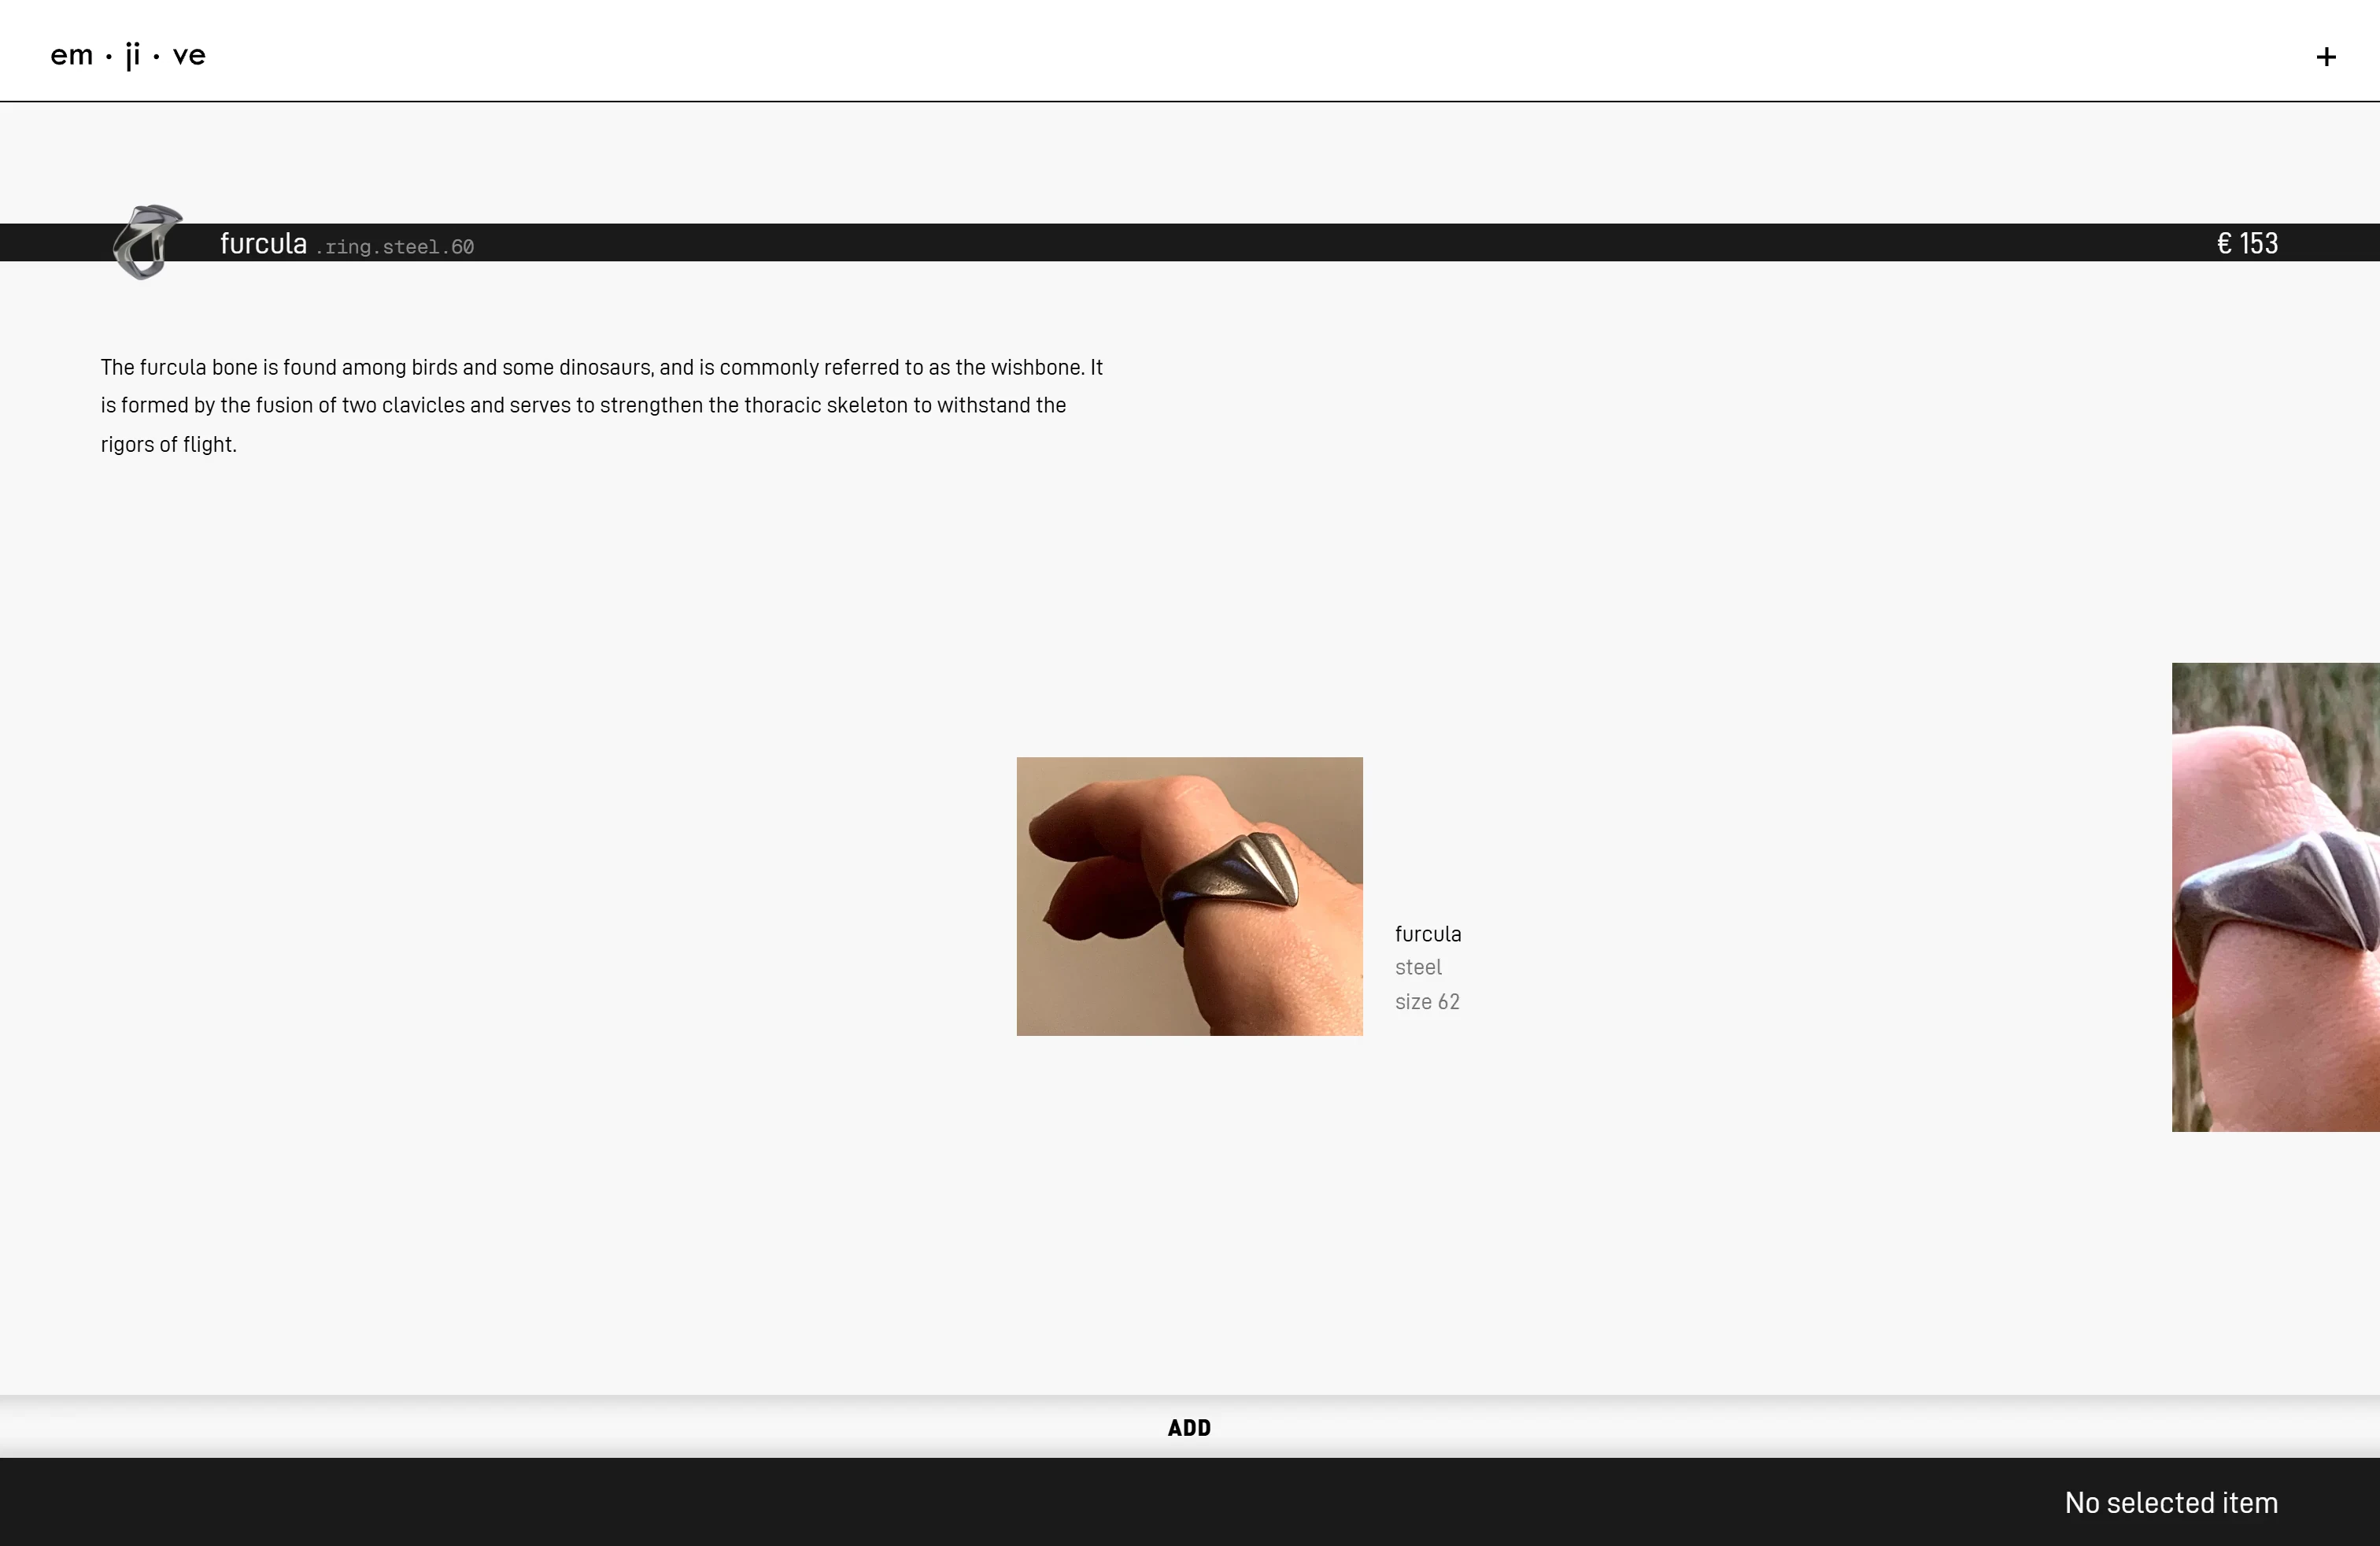 em · ji · ve
+
furcula .ring.steel.60
€ 153
The furcula bone is found among birds and some dinosaurs, and is commonly referred to as the wishbone. It
is formed by the fusion of two clavicles and serves to strengthen the thoracic skeleton to withstand the
rigors of flight.
furcula
steel
size 62
ADD
No selected item